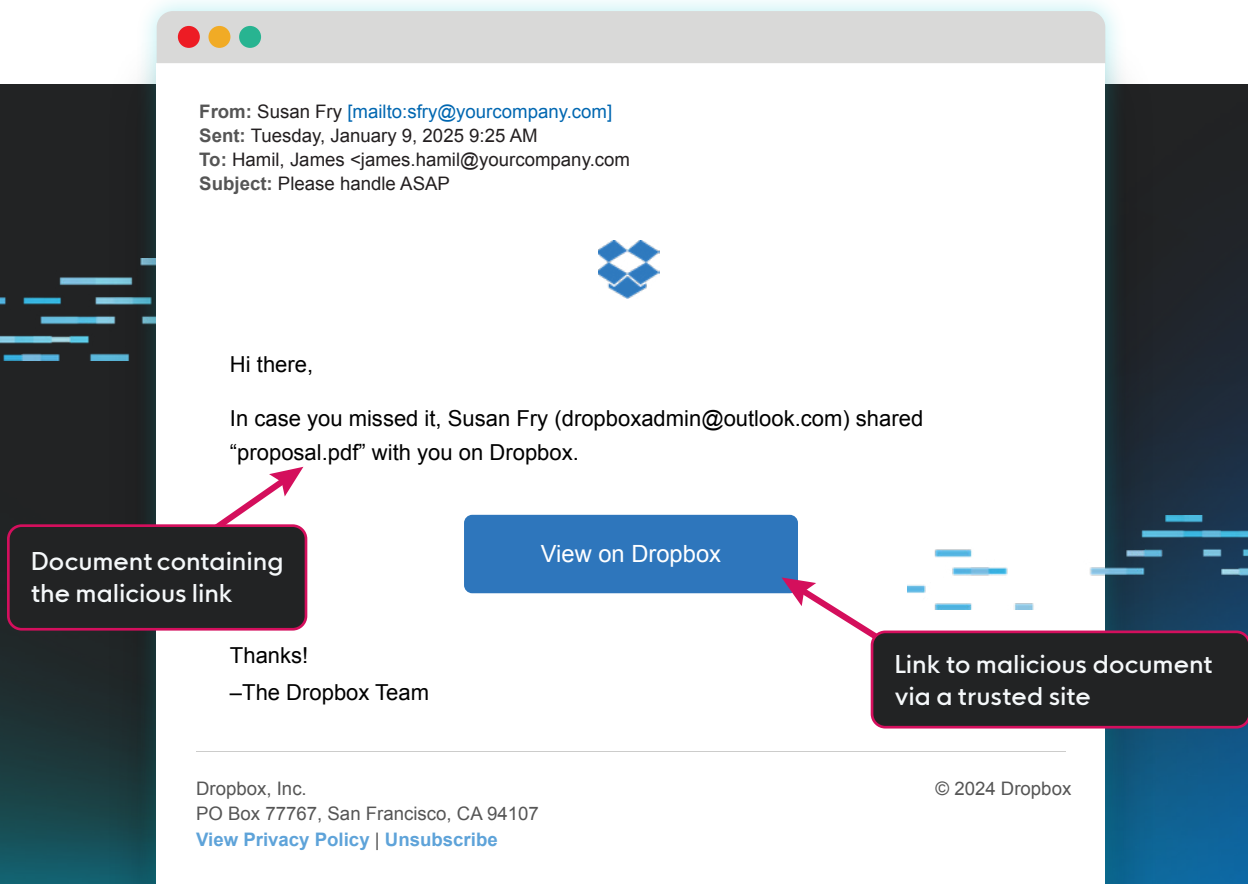 From: Susan Fry [mailto:sfry@yourcompany.com]
Sent: Tuesday, January 9, 2025 9:25 AM
To: Hamil, James <james.hamil@yourcompany.com
Subject: Please handle ASAP
Hi there,
In case you missed it, Susan Fry (dropboxadmin@outlook.com) shared
“proposal.pdf” with you on Dropbox.
Document containing
the malicious link
View on Dropbox
Link to malicious document
via a trusted site
Thanks!
–The Dropbox Team
Dropbox, Inc.
PO Box 77767, San Francisco, CA 94107
View Privacy Policy | Unsubscribe
© 2024 Dropbox